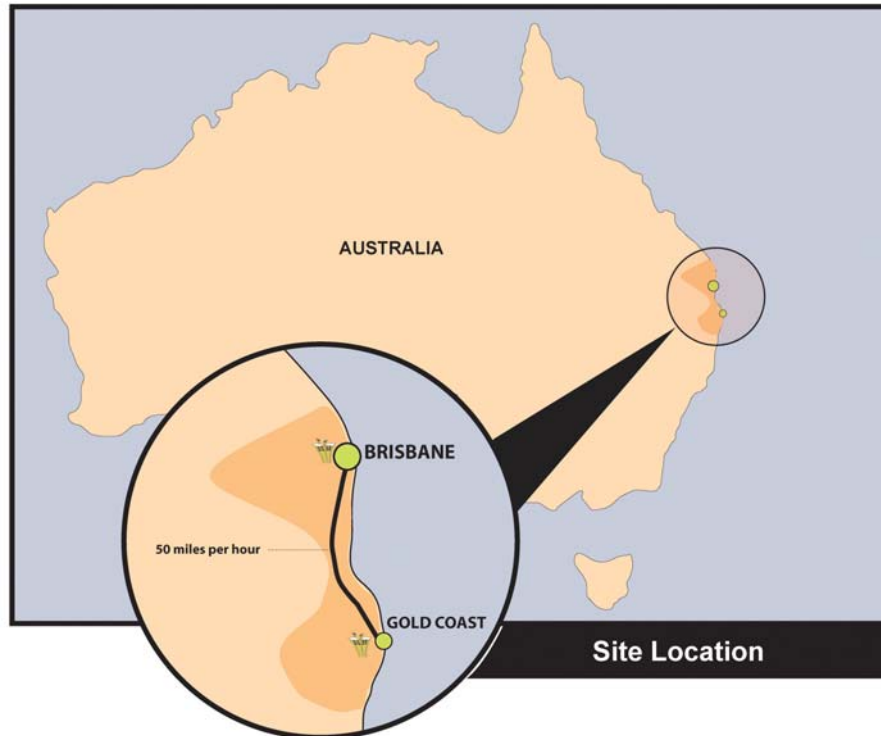 AUSTRALIA
BRISBANE
50 miles per hour
GOLD COAST
Site Location